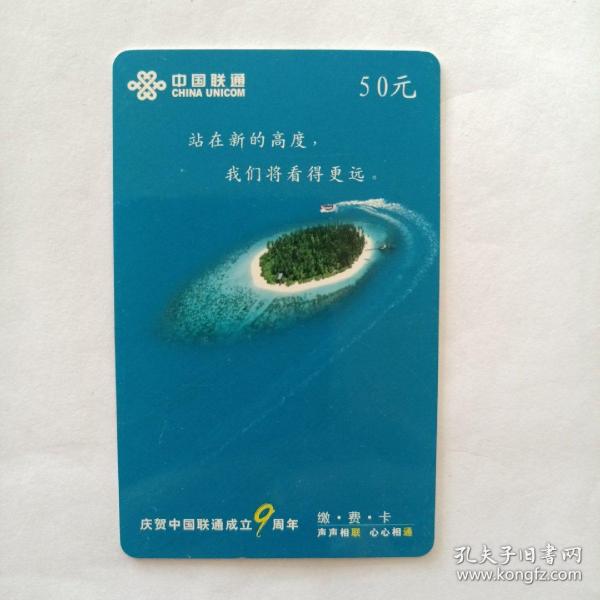 中国联通
CHINA UNICOM
50元
站在新的高度，
我们将看得更远。
庆贺中国联通成立9周年
缴·费·卡
声声相联 心心相通
孔夫子旧书网
www.kongfz.com